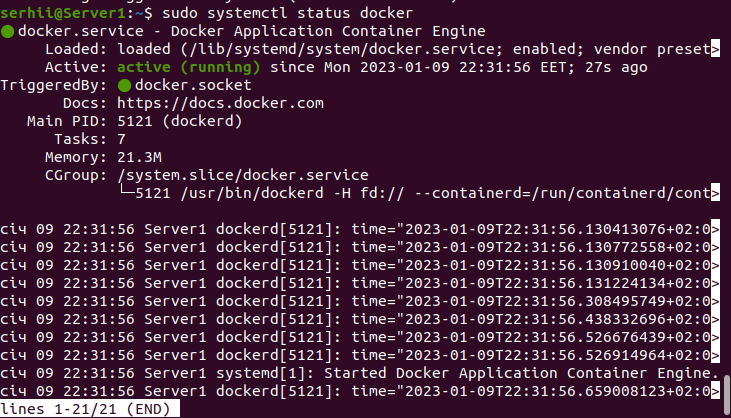 serhii@Server1:~$ sudo systemctl status docker
● docker.service - Docker Application Container Engine
     Loaded: loaded (/lib/systemd/system/docker.service; enabled; vendor preset>
     Active: active (running) since Mon 2023-01-09 22:31:56 EET; 27s ago
TriggeredBy: ● docker.socket
       Docs: https://docs.docker.com
   Main PID: 5121 (dockerd)
      Tasks: 7
     Memory: 21.3M
     CGroup: /system.slice/docker.service
             └─5121 /usr/bin/dockerd -H fd:// --containerd=/run/containerd/cont>

січ 09 22:31:56 Server1 dockerd[5121]: time="2023-01-09T22:31:56.130413076+02:0>
січ 09 22:31:56 Server1 dockerd[5121]: time="2023-01-09T22:31:56.130772558+02:0>
січ 09 22:31:56 Server1 dockerd[5121]: time="2023-01-09T22:31:56.130910040+02:0>
січ 09 22:31:56 Server1 dockerd[5121]: time="2023-01-09T22:31:56.131224134+02:0>
січ 09 22:31:56 Server1 dockerd[5121]: time="2023-01-09T22:31:56.308495749+02:0>
січ 09 22:31:56 Server1 dockerd[5121]: time="2023-01-09T22:31:56.438332696+02:0>
січ 09 22:31:56 Server1 dockerd[5121]: time="2023-01-09T22:31:56.526676439+02:0>
січ 09 22:31:56 Server1 dockerd[5121]: time="2023-01-09T22:31:56.526914964+02:0>
січ 09 22:31:56 Server1 systemd[1]: Started Docker Application Container Engine.
січ 09 22:31:56 Server1 dockerd[5121]: time="2023-01-09T22:31:56.659008123+02:0>
lines 1-21/21 (END)